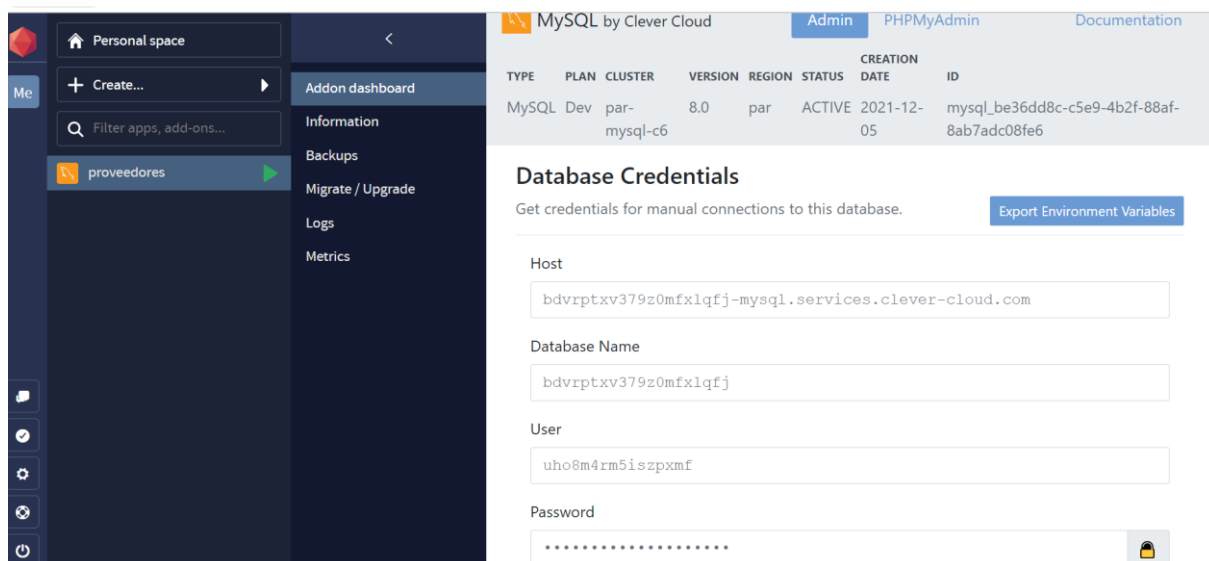 Me
Personal space
Create...
Filter apps, add-ons...
proveedores
<
Addon dashboard
Information
Backups
Migrate / Upgrade
Logs
Metrics
MySQL by Clever Cloud
Admin
PHPMyAdmin
Documentation
TYPE PLAN CLUSTER VERSION REGION STATUS CREATION DATE ID
MySQL Dev par-mysql-c6 8.0 par ACTIVE 2021-12-05 mysql_be36dd8c-c5e9-4b2f-88af-8ab7adc08fe6
Database Credentials
Get credentials for manual connections to this database.
Export Environment Variables
Host
bdvrptxv379z0mfxlqfj-mysql.services.clever-cloud.com
Database Name
bdvrptxv379z0mfxlqfj
User
uho8m4rm5iszpxmf
Password
••••••••••••••••••••